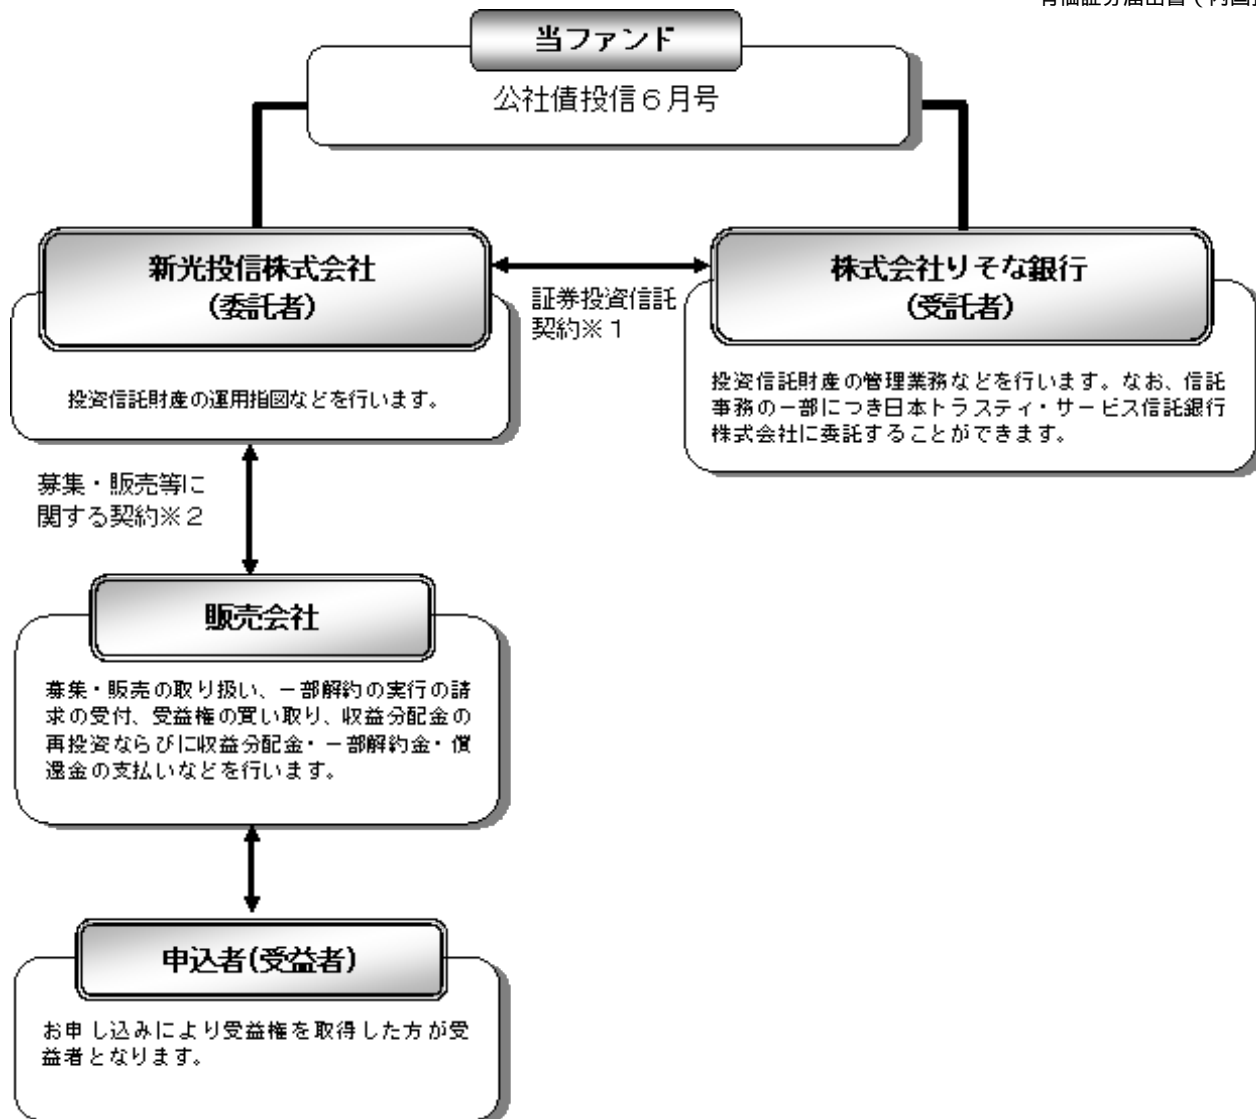 当ファンド
公社債投信６月号
新光投信株式会社
(委託者)
投資信託財産の運用指図などを行います。
証券投資信託
契約※１
株式会社りそな銀行
(受託者)
投資信託財産の管理業務などを行います。なお、信託
事務の一部につき日本トラスティ・サービス信託銀行
株式会社に委託することができます。
募集・販売等に
関する契約※２
販売会社
募集・販売の取り扱い、一部解約の実行の請
求の受付、受益権の買い取り、収益分配金の
再投資ならびに収益分配金・一部解約金・償
還金の支払いなどを行います。
申込者(受益者)
お申し込みにより受益権を取得した方が受
益者となります。